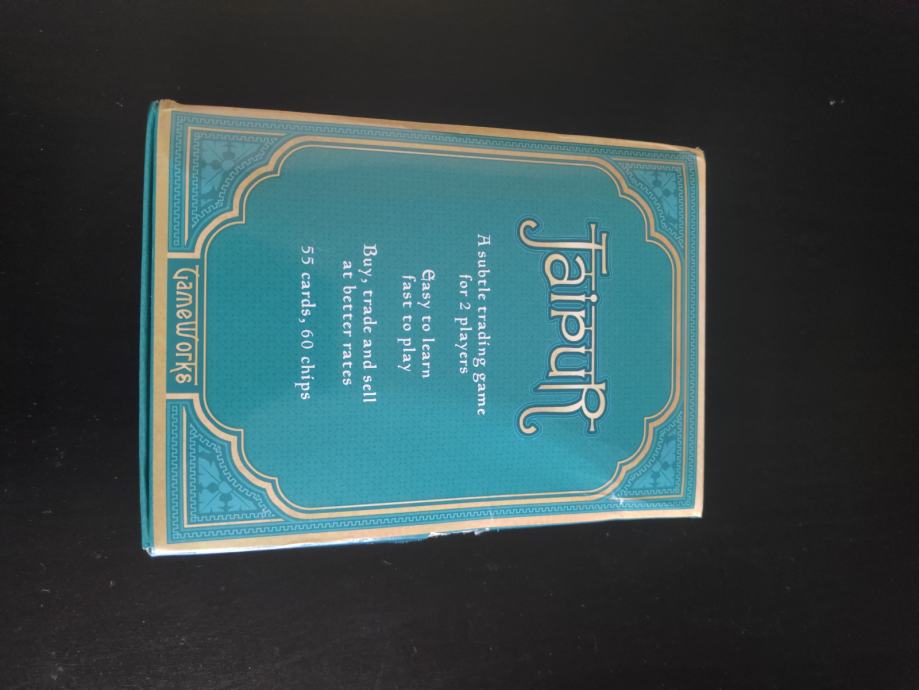 Jaipur
A subtle trading game
for 2 players
easy to learn
fast to play
Buy, trade and sell
at better rates
55 cards, 60 chips
GameWorks